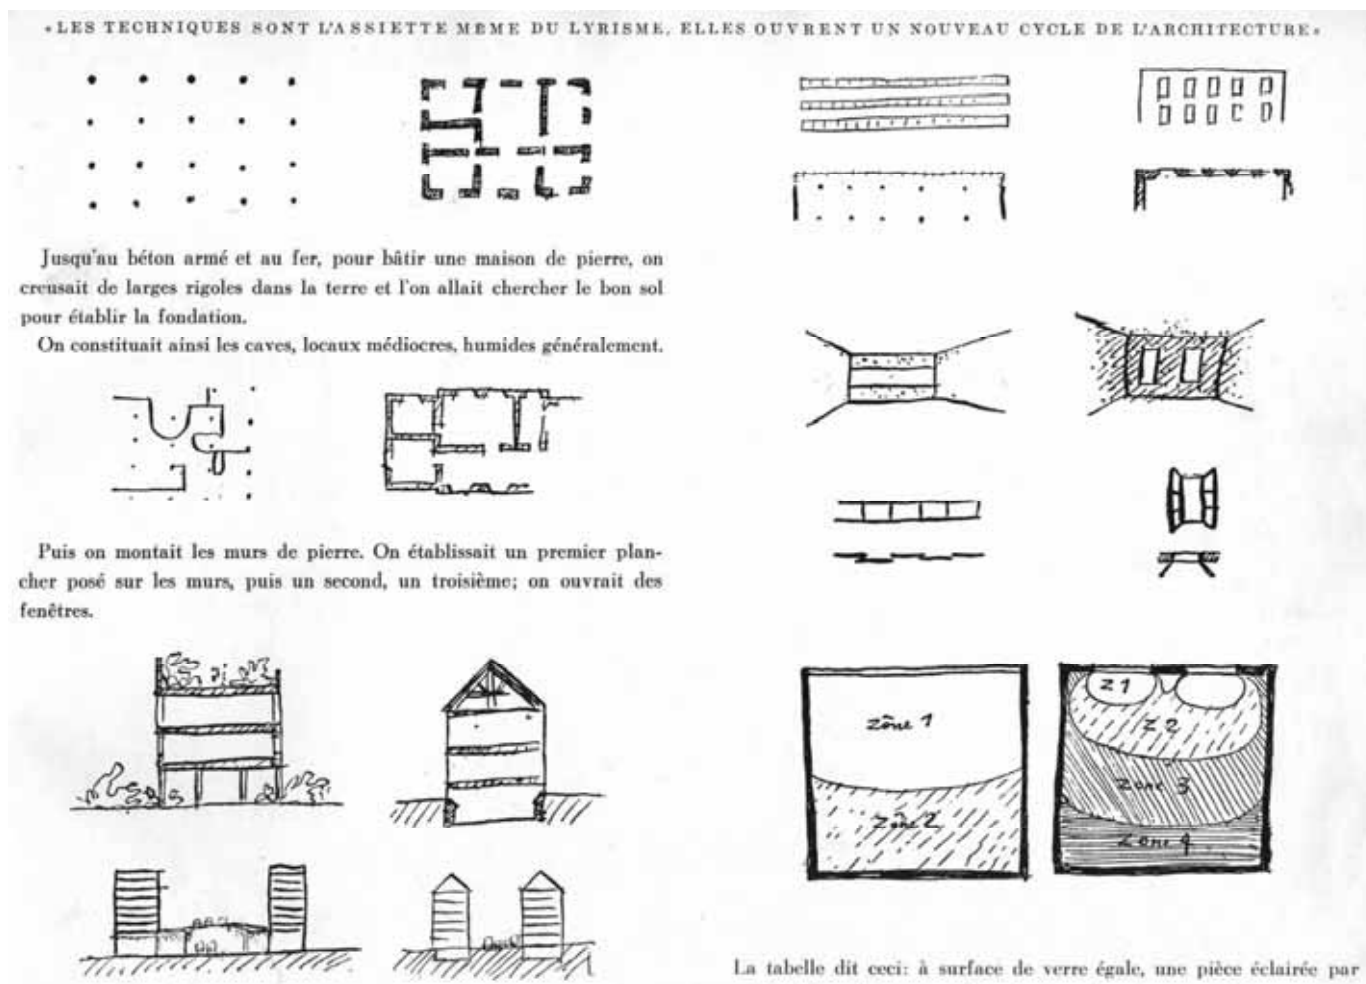 «LES TECHNIQUES SONT L'ASSIETTE MÊME DU LYRISME, ELLES OUVRENT UN NOUVEAU CYCLE DE L'ARCHITECTURE»
Jusqu'au béton armé et au fer, pour bâtir une maison de pierre, on
creusait de larges rigoles dans la terre et l'on allait chercher le bon sol
pour établir la fondation.
On constituait ainsi les caves, locaux médiocres, humides généralement.
Puis on montait les murs de pierre. On établissait un premier plan-
cher posé sur les murs, puis un second, un troisième; on ouvrait des
fenêtres.
Zône 1
Zône 2
Z1
Z2
Zone 3
Zone 4
La tabelle dit ceci: à surface de verre égale, une pièce éclairée par